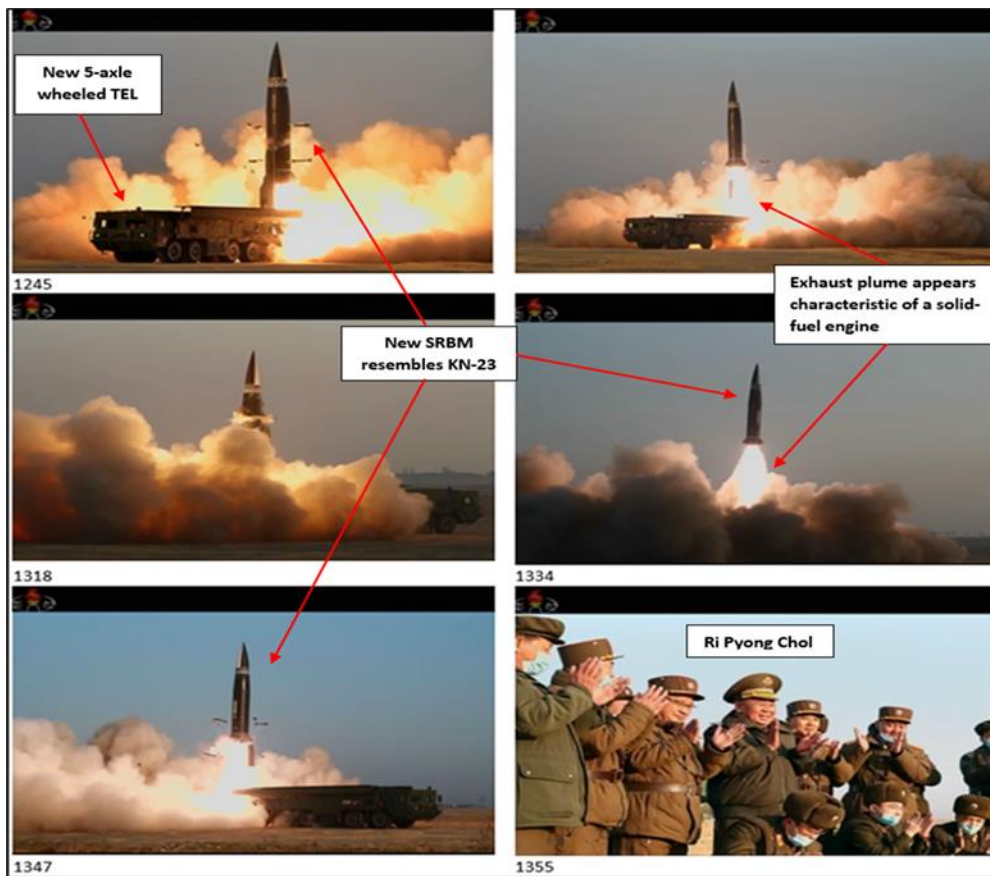 New 5-axle
wheeled TEL
1245
Exhaust plume appears
characteristic of a solid-
fuel engine
New SRBM
resembles KN-23
1318
1334
Ri Pyong Chol
1347
1355